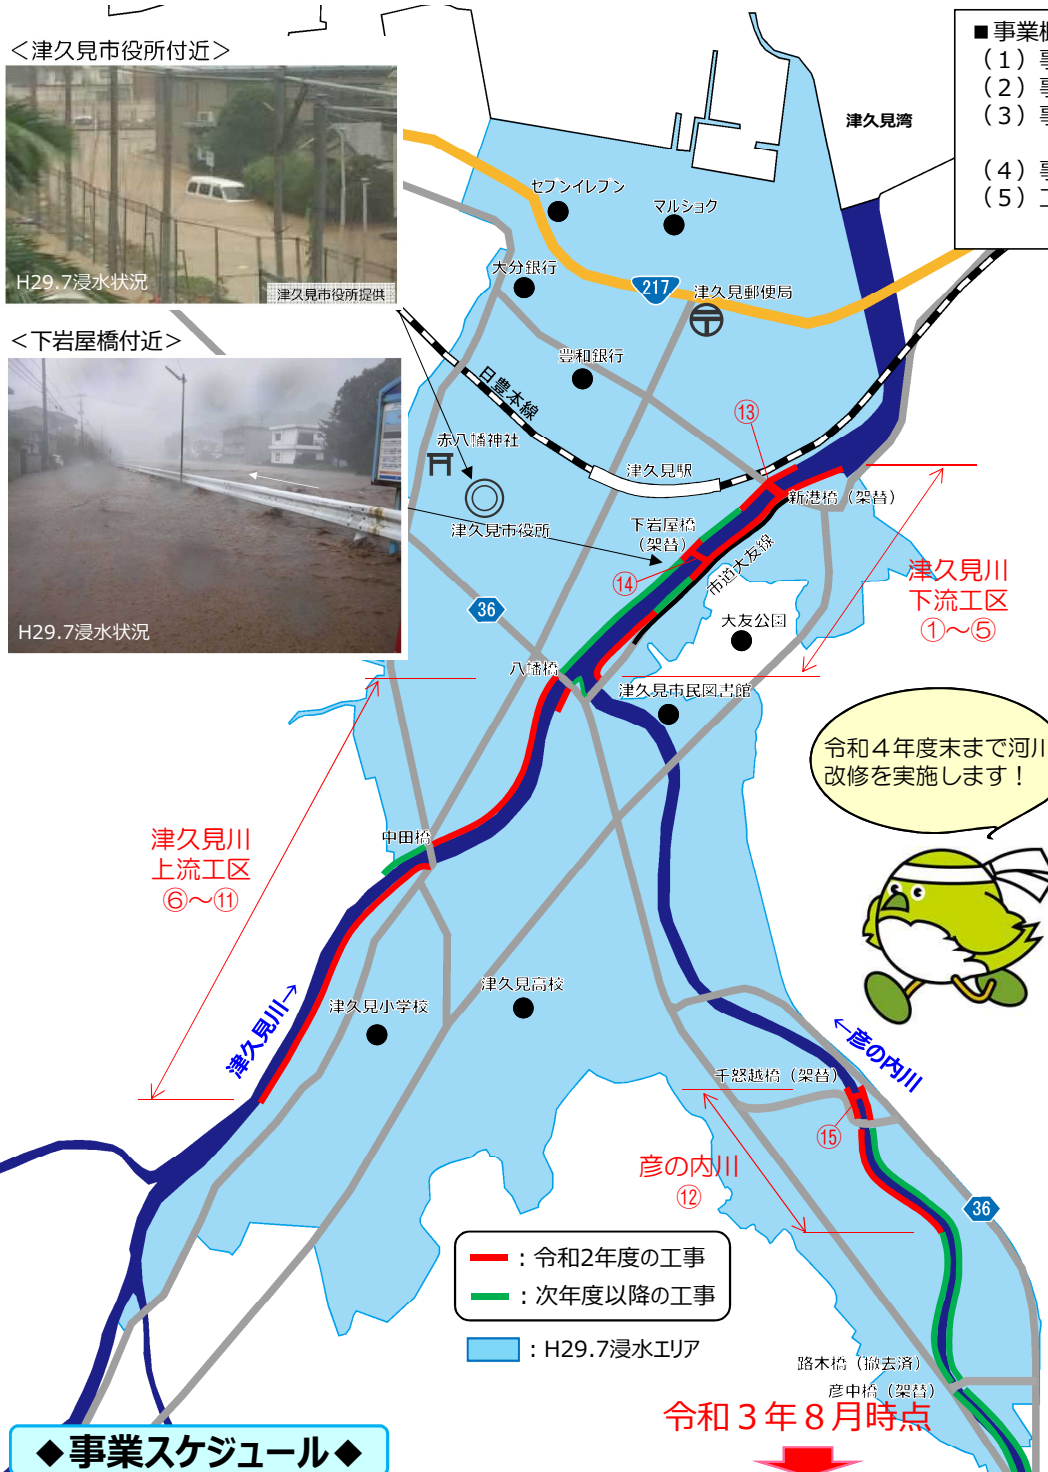 ＜津久見市役所付近＞
H29.7浸水状況
津久見市役所提供
＜下岩屋橋付近＞
H29.7浸水状況
■事業概
（1）事
（2）事
（3）事
（4）事
（5）工
津久見湾
セブンイレブン
マルショク
大分銀行
217
津久見郵便局
豊和銀行
日豊本線
⑬
赤八幡神社
津久見駅
新港橋（架替）
津久見市役所
下岩屋橋
（架替）
市道大友線
⑭
津久見川
下流工区
①～⑤
36
大友公園
八幡橋
津久見市民図書館
令和４年度末まで河川
改修を実施します！
津久見川
上流工区
⑥～⑪
中田橋
津久見高校
津久見小学校
津久見川→
←彦の内川
千怒越橋（架替）
⑮
彦の内川
⑫
36
：令和2年度の工事
：次年度以降の工事
：H29.7浸水エリア
路木橋（撤去済）
彦中橋（架替）
令和３年８月時点
◆事業スケジュール◆